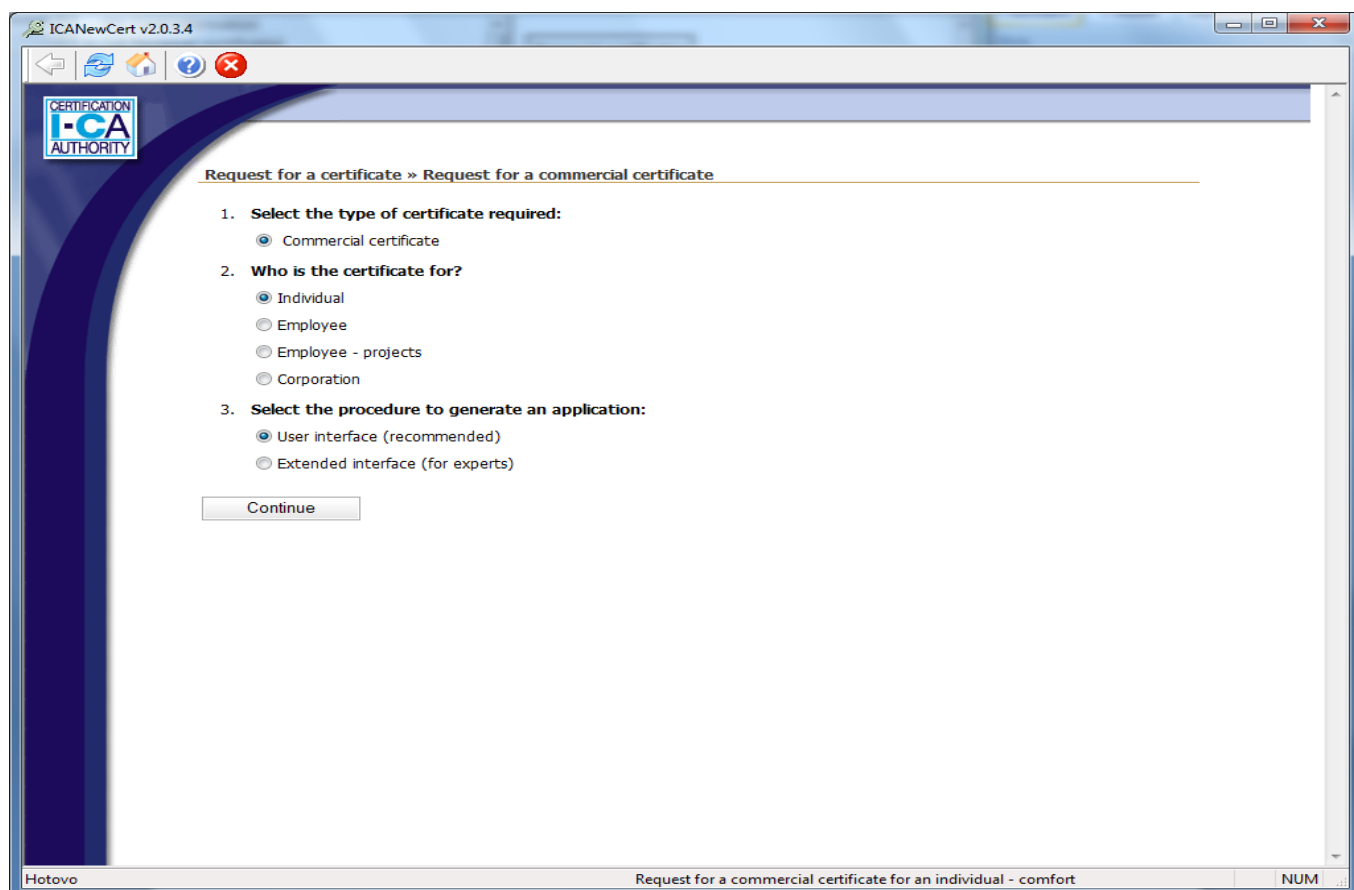 ICANewCert v2.0.3.4
CERTIFICATION
I-CA
AUTHORITY
Request for a certificate » Request for a commercial certificate
1. Select the type of certificate required:
Commercial certificate
2. Who is the certificate for?
Individual
Employee
Employee - projects
Corporation
3. Select the procedure to generate an application:
User interface (recommended)
Extended interface (for experts)
Continue
Hotovo Request for a commercial certificate for an individual - comfort NUM